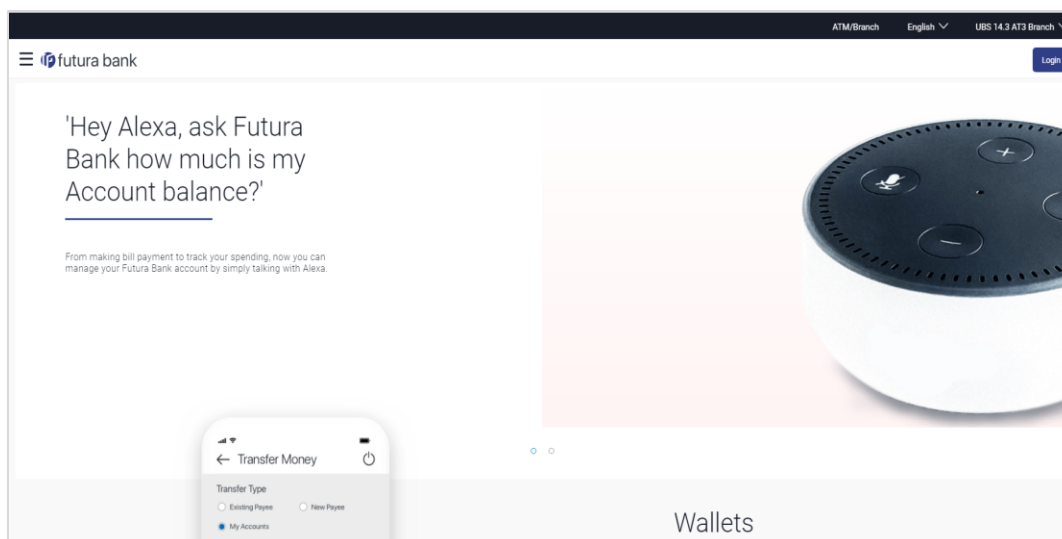 ATM/Branch English UBS 14.3 AT3 Branch
futura bank
Login
'Hey Alexa, ask Futura
Bank how much is my
Account balance?'
From making bill payment to track your spending, now you can
manage your Futura Bank account by simply talking with Alexa.
Transfer Money
Transfer Type
Existing Payee New Payee
My Accounts
Wallets